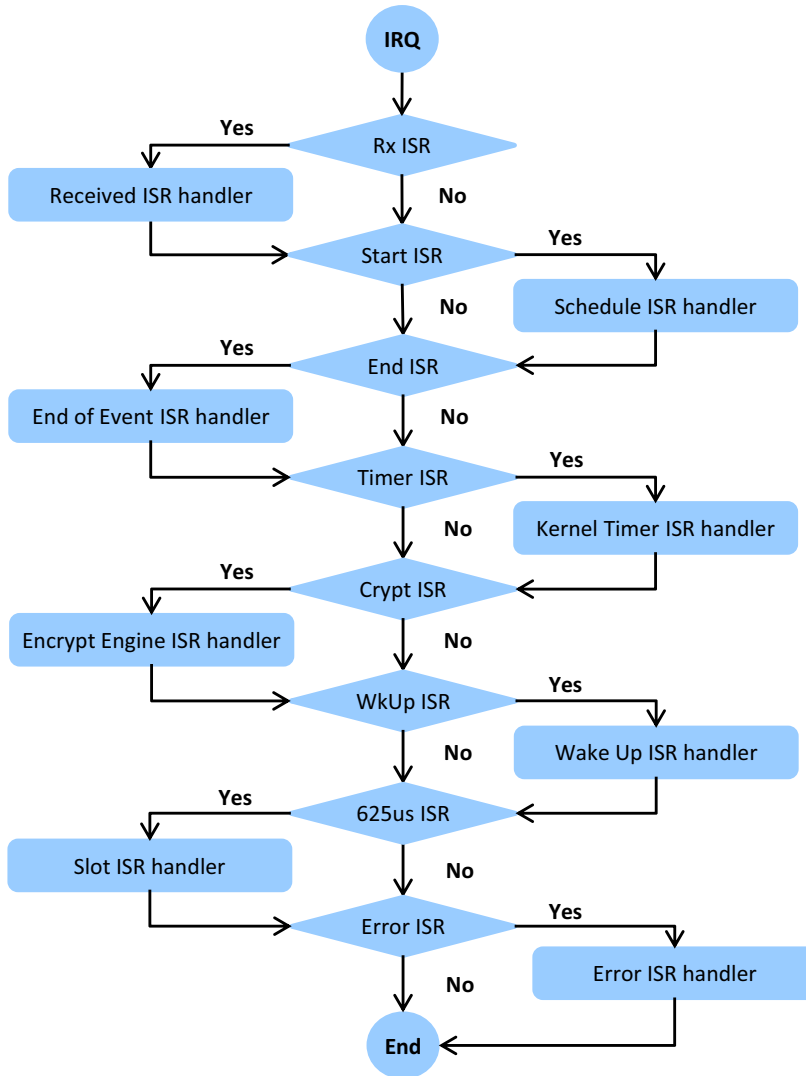 IRQ
Yes
Rx ISR
Received ISR handler
No
Start ISR
Yes
Schedule ISR handler
No
Yes
End ISR
End of Event ISR handler
No
Timer ISR
Yes
Kernel Timer ISR handler
No
Yes
Crypt ISR
Encrypt Engine ISR handler
No
WkUp ISR
Yes
Wake Up ISR handler
No
Yes
625us ISR
Slot ISR handler
No
Error ISR
Yes
Error ISR handler
No
End